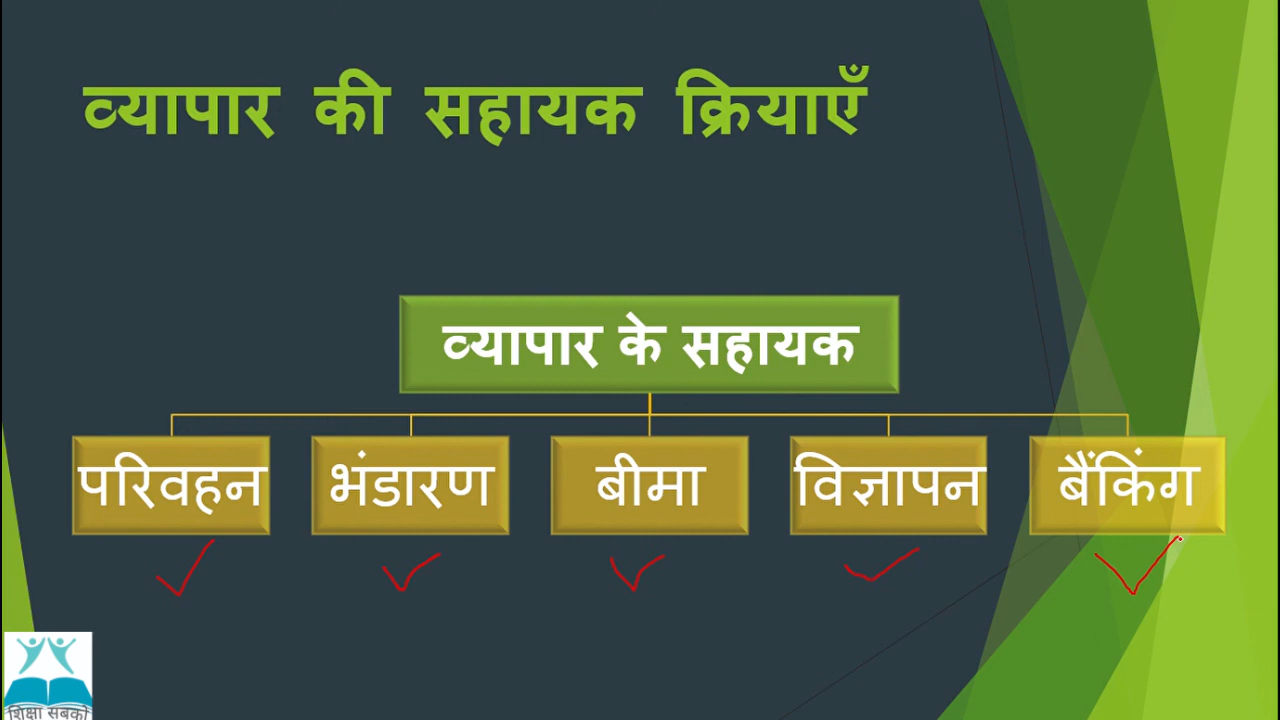 व्यापार की सहायक क्रियाएँ
व्यापार के सहायक
परिवहन
भंडारण
बीमा
विज्ञापन
बैंकिंग
शिक्षा सबको